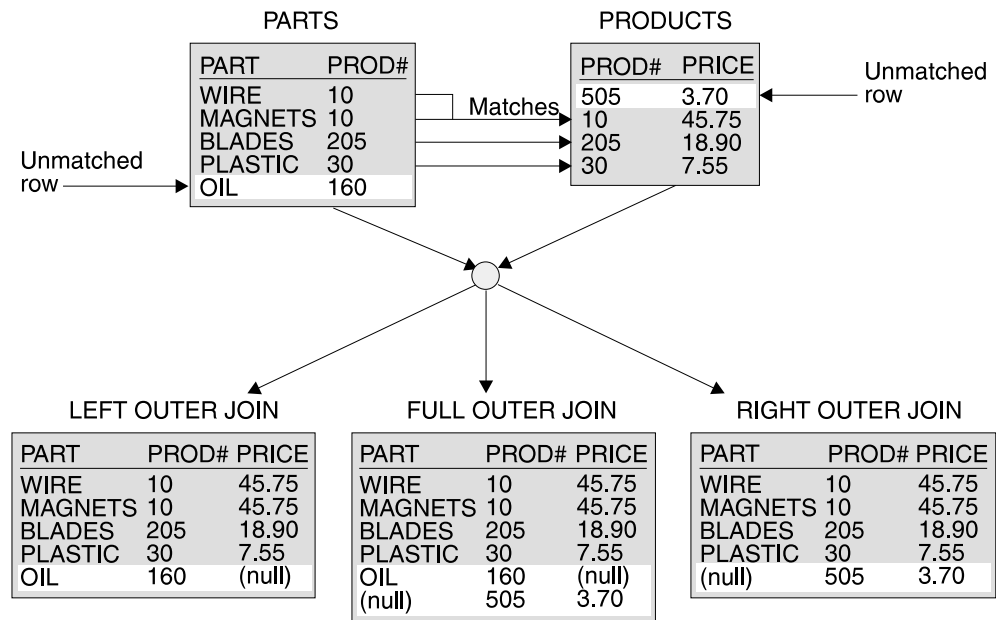 PARTS
PRODUCTS
PART PROD#
WIRE 10
MAGNETS 10
BLADES 205
PLASTIC 30
OIL 160
Matches
PROD# PRICE
505 3.70
10 45.75
205 18.90
30 7.55
Unmatched
row
Unmatched
row
LEFT OUTER JOIN
PART PROD# PRICE
WIRE 10 45.75
MAGNETS 10 45.75
BLADES 205 18.90
PLASTIC 30 7.55
OIL 160 (null)
FULL OUTER JOIN
PART PROD# PRICE
WIRE 10 45.75
MAGNETS 10 45.75
BLADES 205 18.90
PLASTIC 30 7.55
OIL 160 (null)
(null) 505 3.70
RIGHT OUTER JOIN
PART PROD# PRICE
WIRE 10 45.75
MAGNETS 10 45.75
BLADES 205 18.90
PLASTIC 30 7.55
(null) 505 3.70